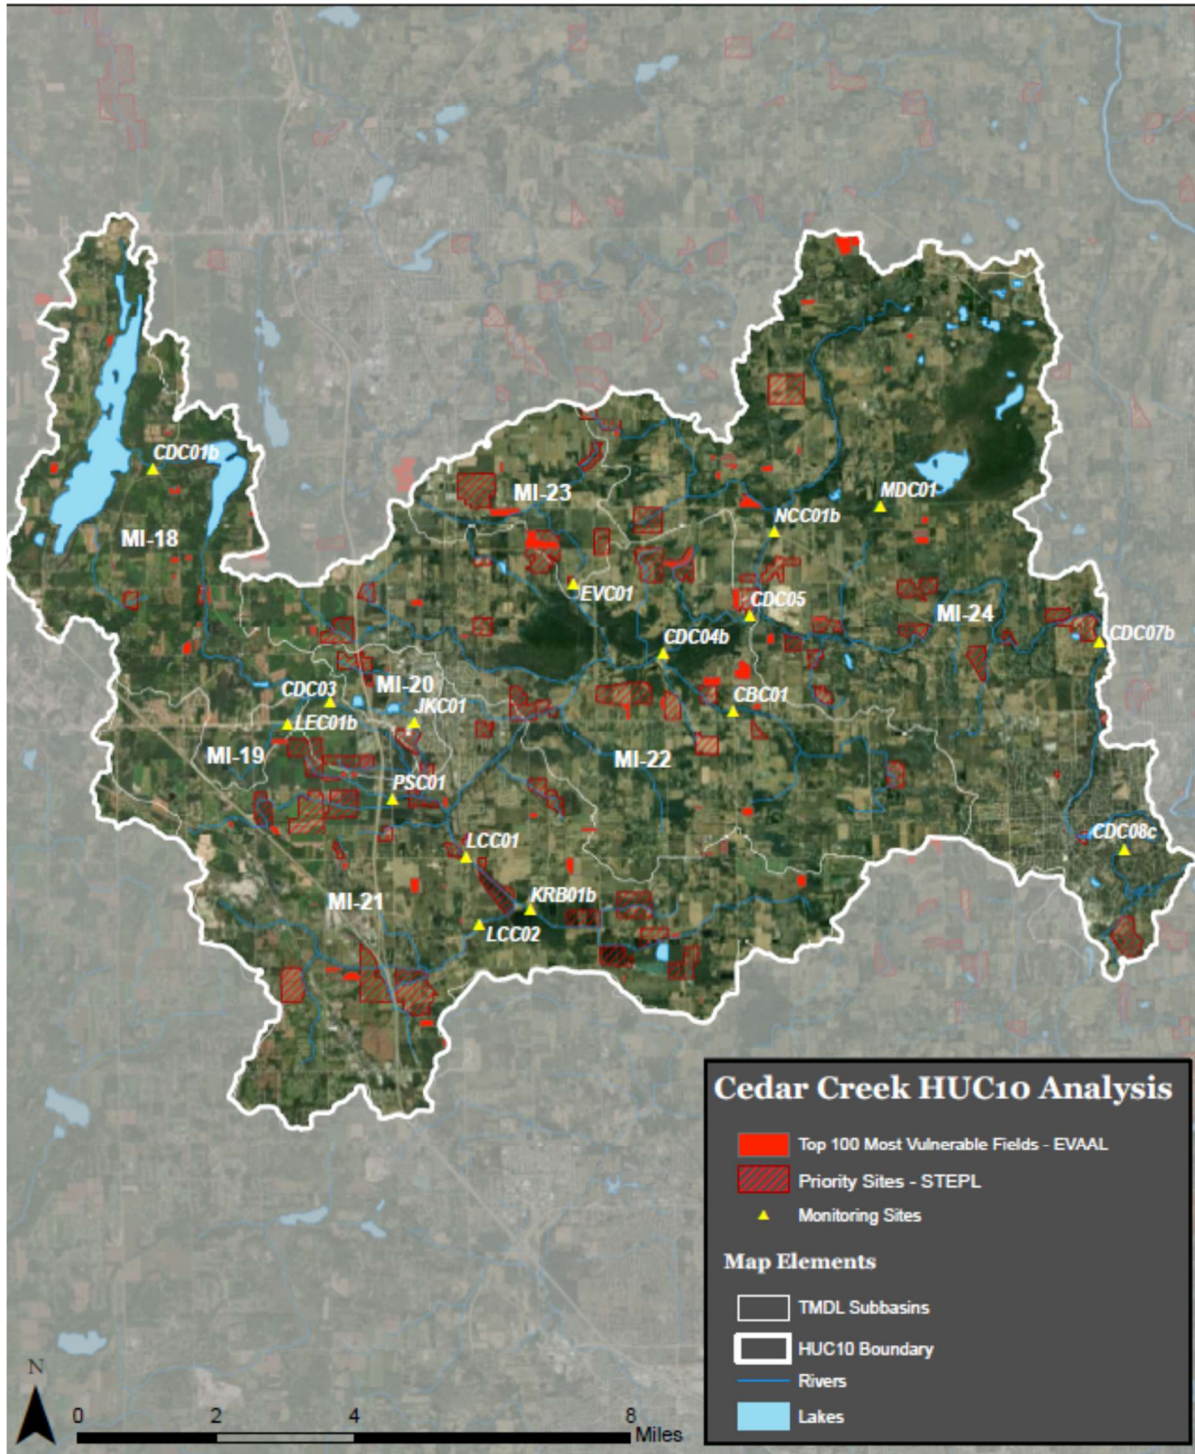 CDC01b
MI-18
MI-23
MDC01
NCC01b
EVC01
CDC05
MI-24
CDC04b
CDC07b
CDC03
MI-20
JKC01
CBC01
LEC01b
MI-19
MI-22
PSC01
LCC01
CDC08c
KRB01b
MI-21
LCC02
Cedar Creek HUC10 Analysis
Top 100 Most Vulnerable Fields - EVAAL
Priority Sites - STEPL
Monitoring Sites
Map Elements
TMDL Subbasins
HUC10 Boundary
Rivers
Lakes
N
0 2 4 8
Miles